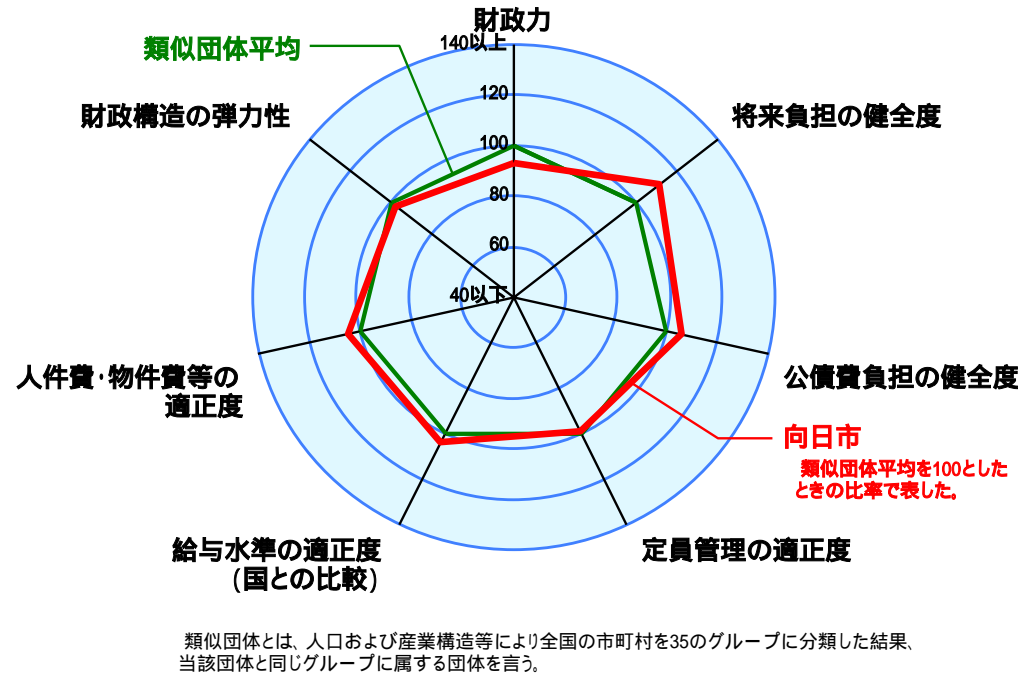 財政力
140以上
類似団体平均
120
財政構造の弾力性
将来負担の健全度
100
80
60
40以下
人件費・物件費等の
適正度
公債費負担の健全度
向日市
類似団体平均を100とした
ときの比率で表した。
給与水準の適正度
(国との比較)
定員管理の適正度
類似団体とは、人口および産業構造等により全国の市町村を35のグループに分類した結果、
当該団体と同じグループに属する団体を言う。